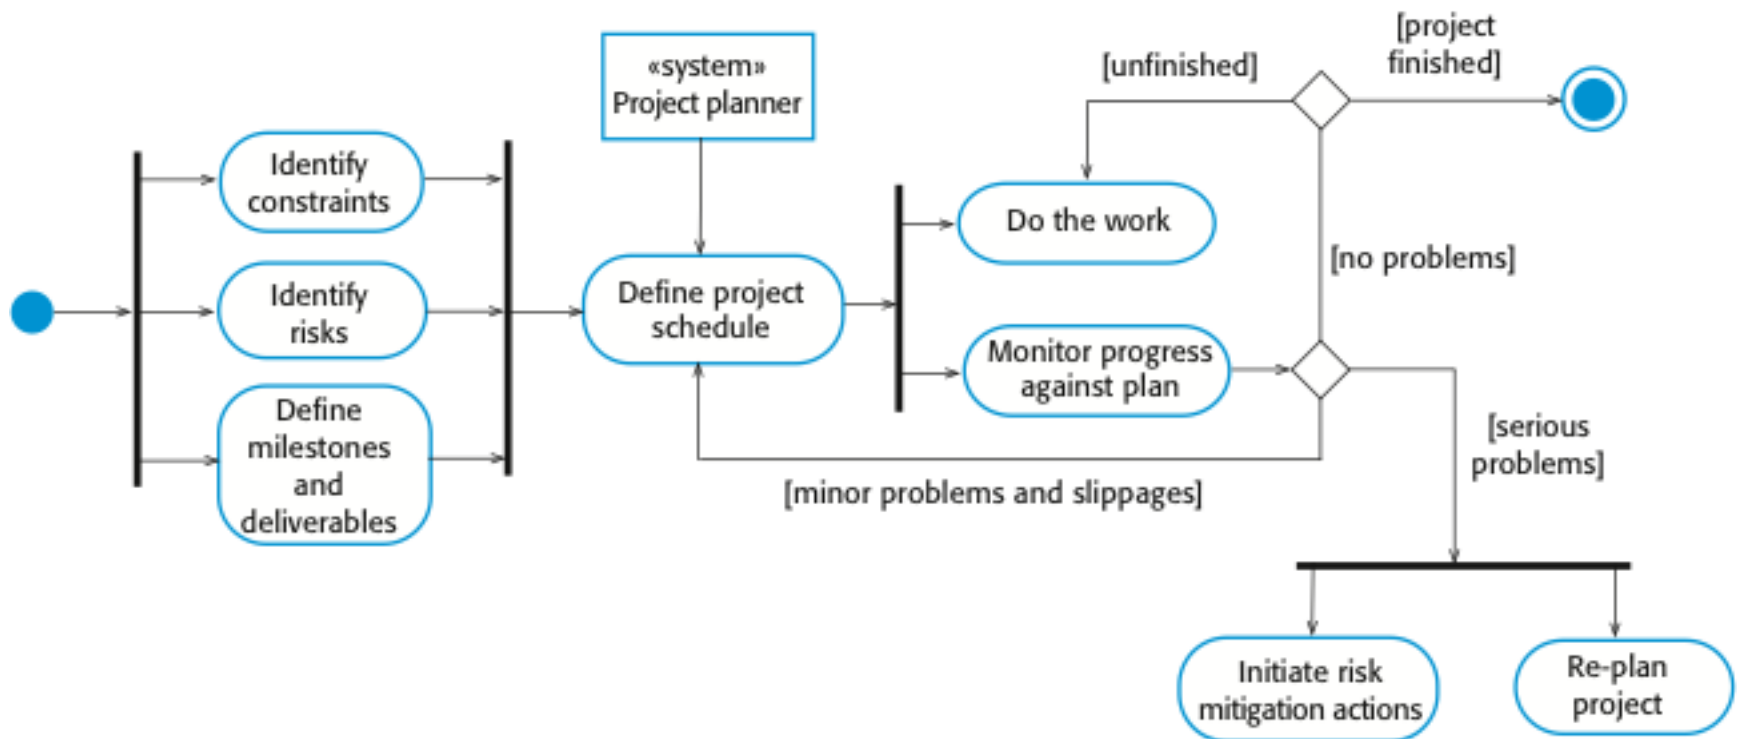 Identify
constraints
Identify
risks
Define
milestones
and
deliverables
«system»
Project planner
Define project
schedule
[unfinished]
[project
finished]
Do the work
[no problems]
Monitor progress
against plan
[serious
problems]
[minor problems and slippages]
Initiate risk
mitigation actions
Re-plan
project